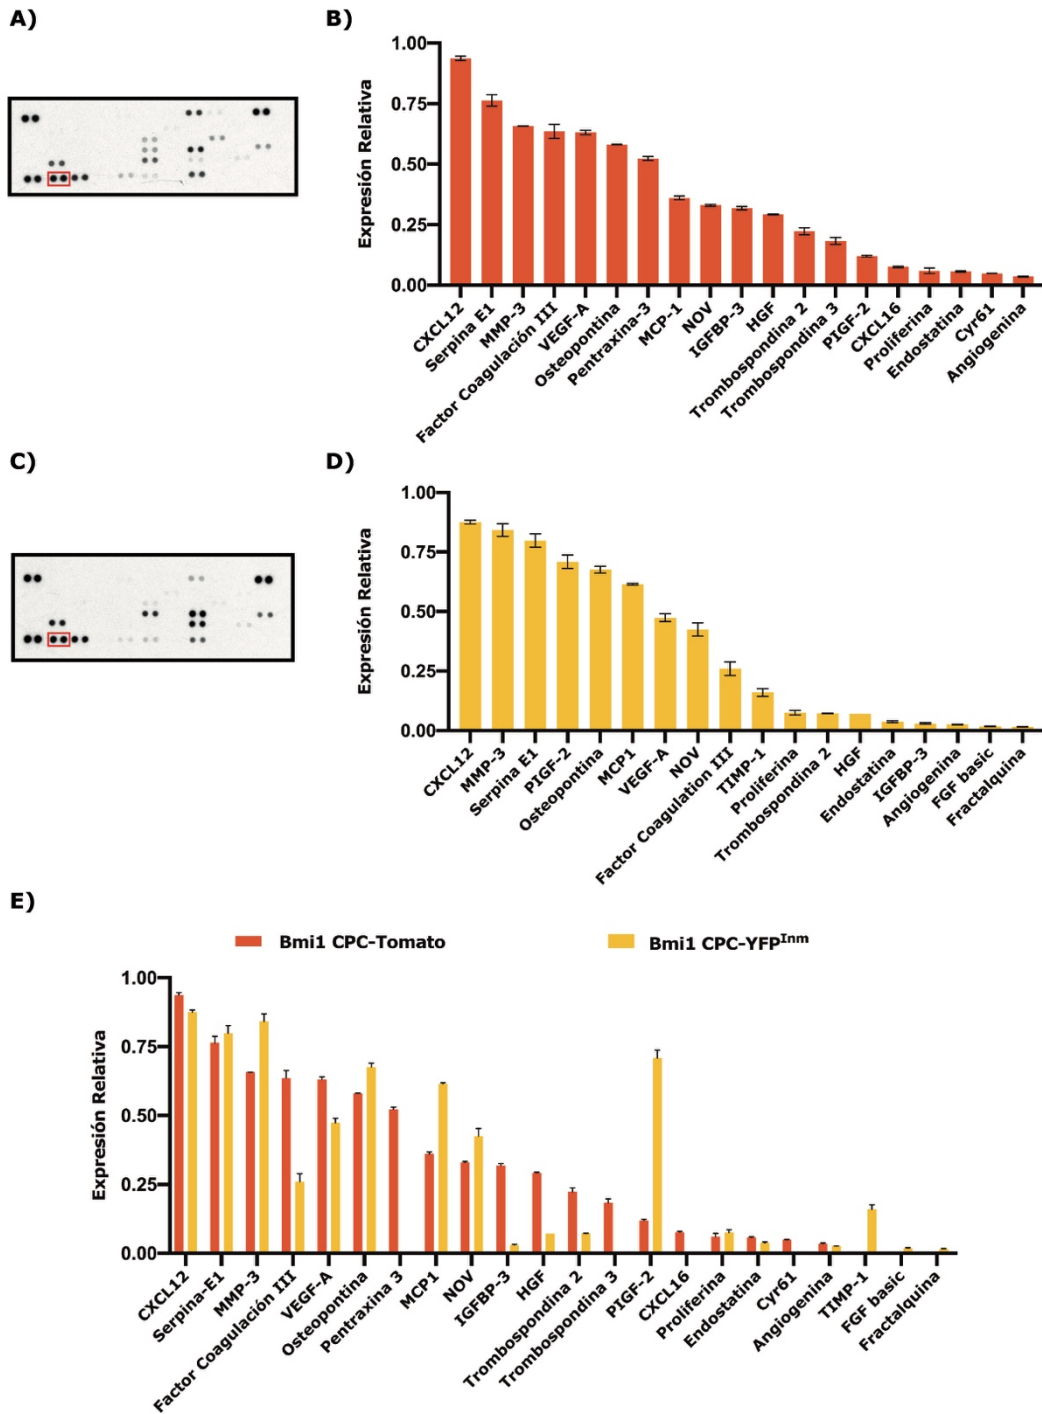 A)
B)
Expresión Relativa
1.00
0.75
0.50
0.25
0.00
CXCL12
Serpina E1
MMP-3
Factor Coagulación III
VEGF-A
Osteopontina
Pentraxina-3
MCP-1
NOV
IGFBP-3
HGF
Trombospondina 2
Trombospondina 3
PIGF-2
CXCL16
Proliferina
Endostatina
Cyr61
Angiogenina
C)
D)
Expresión Relativa
1.00
0.75
0.50
0.25
0.00
CXCL12
MMP-3
Serpina E1
PIGF-2
Osteopontina
MCP1
VEGF-A
NOV
Factor Coagulation III
TIMP-1
Proliferina
Trombospondina 2
HGF
Endostatina
IGFBP-3
Angiogenina
FGF basic
Fractalquina
E)
Bmi1 CPC-Tomato
Bmi1 CPC-YFPInm
Expresión Relativa
1.00
0.75
0.50
0.25
0.00
CXCL12
Serpina-E1
MMP-3
Factor Coagulación III
VEGF-A
Osteopontina
Pentraxina 3
MCP1
NOV
IGFBP-3
HGF
Trombospondina 2
Trombospondina 3
PIGF-2
CXCL16
Proliferina
Endostatina
Cyr61
Angiogenina
TIMP-1
FGF basic
Fractalquina